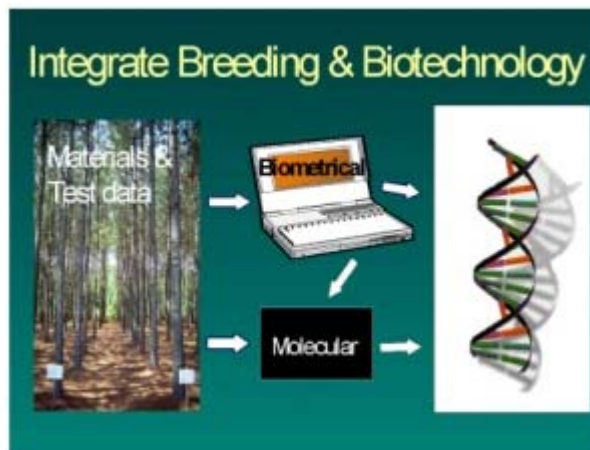 Integrate Breeding & Biotechnology
Materials &
Test data
Biometrical
Molecular